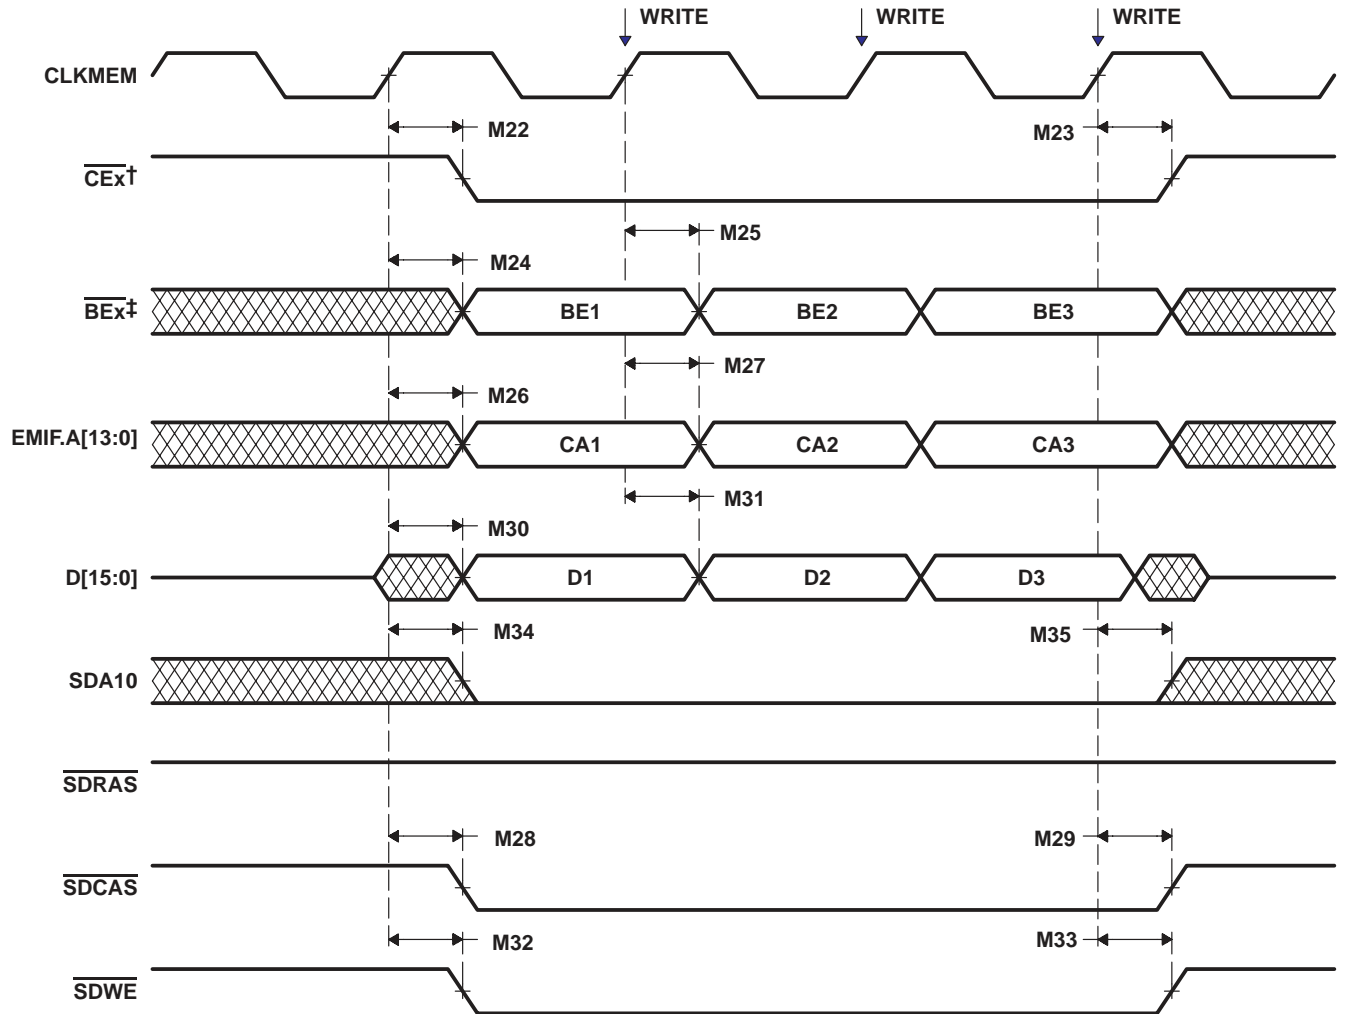 WRITE WRITE WRITE
CLKMEM
M22 M23
CEx†
M25
M24
BEx‡ BE1 BE2 BE3
M27
M26
EMIF.A[13:0] CA1 CA2 CA3
M31
M30
D[15:0] D1 D2 D3
M34 M35
SDA10
SDRAS
M28 M29
SDCAS
M32 M33
SDWE